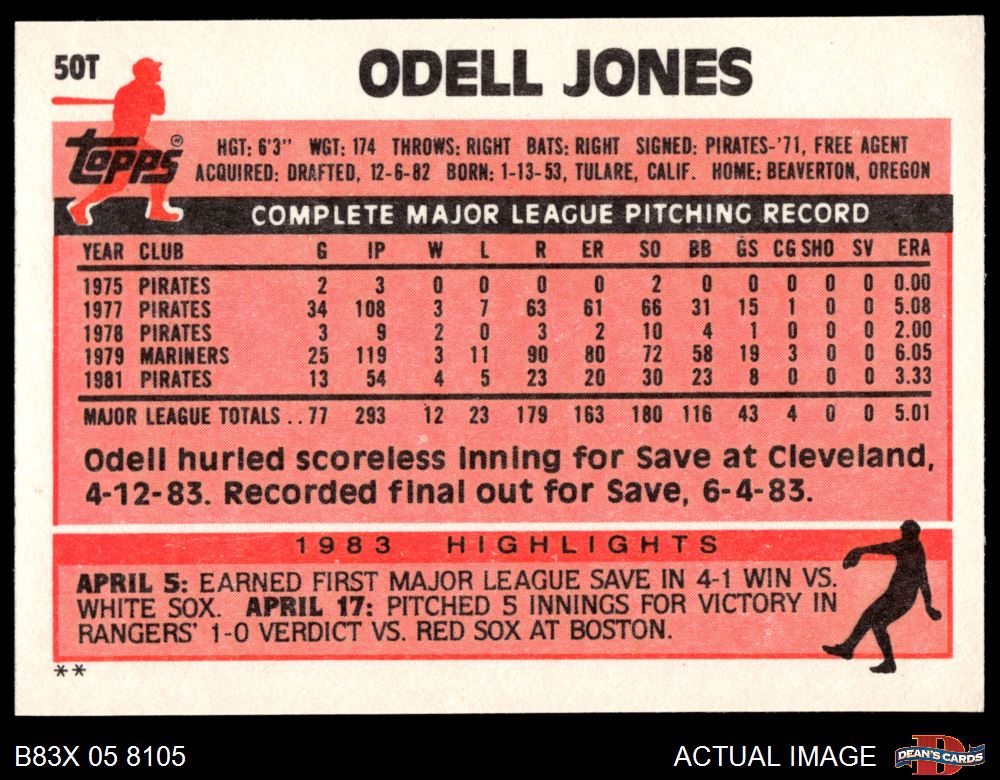 50T
ODELL JONES
topps®
HGT: 6'3" WGT: 174 THROWS: RIGHT BATS: RIGHT SIGNED: PIRATES-'71, FREE AGENT
ACQUIRED: DRAFTED, 12-6-82 BORN: 1-13-53, TULARE, CALIF. HOME: BEAVERTON, OREGON
COMPLETE MAJOR LEAGUE PITCHING RECORD
YEAR CLUB G IP W L R ER SO BB GS CG SHO SV ERA
1975 PIRATES 2 3 0 0 0 0 2 0 0 0 0 0 0.00
1977 PIRATES 34 108 3 7 63 61 66 31 15 1 0 0 5.08
1978 PIRATES 3 9 2 0 3 2 10 4 1 0 0 0 2.00
1979 MARINERS 25 119 3 11 90 80 72 58 19 3 0 0 6.05
1981 PIRATES 13 54 4 5 23 20 30 23 8 0 0 0 3.33
MAJOR LEAGUE TOTALS . . 77 293 12 23 179 163 180 116 43 4 0 0 5.01
Odell hurled scoreless inning for Save at Cleveland,
4-12-83. Recorded final out for Save, 6-4-83.
1983 HIGHLIGHTS
APRIL 5: EARNED FIRST MAJOR LEAGUE SAVE IN 4-1 WIN VS.
WHITE SOX. APRIL 17: PITCHED 5 INNINGS FOR VICTORY IN
RANGERS' 1-0 VERDICT VS. RED SOX AT BOSTON.
**
B83X 05 8105
ACTUAL IMAGE
DEAN'S CARDS